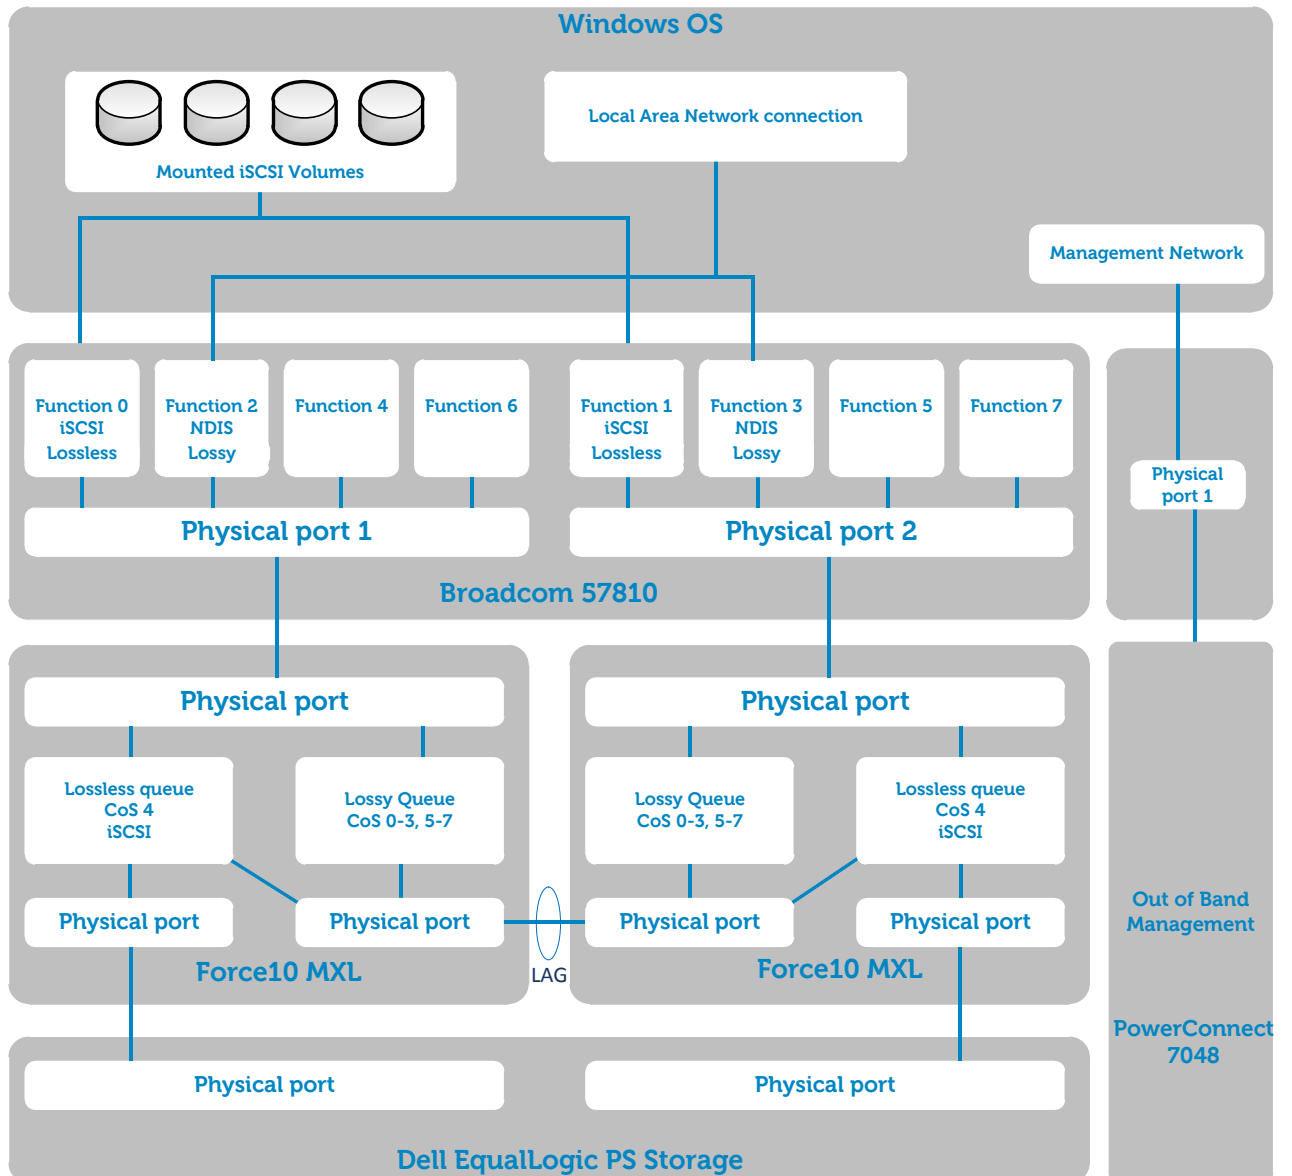 Windows OS
Mounted iSCSI Volumes
Local Area Network connection
Management Network
Function 0
iSCSI
Lossless
Function 2
NDIS
Lossy
Function 4
Function 6
Function 1
iSCSI
Lossless
Function 3
NDIS
Lossy
Function 5
Function 7
Physical port 1
Physical port 2
Broadcom 57810
Physical
port 1
Physical port
Lossless queue
CoS 4
iSCSI
Lossy Queue
CoS 0-3, 5-7
Physical port
Physical port
Force10 MXL
LAG
Physical port
Lossy Queue
CoS 0-3, 5-7
Lossless queue
CoS 4
iSCSI
Physical port
Physical port
Force10 MXL
Out of Band
Management
PowerConnect
7048
Physical port
Physical port
Dell EqualLogic PS Storage